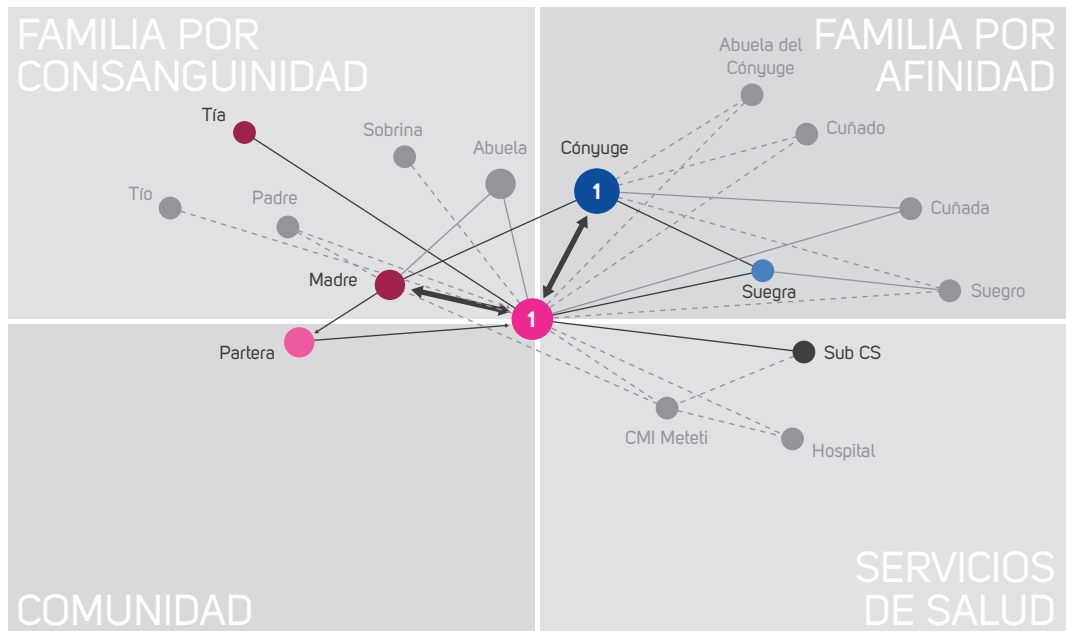 FAMILIA POR
CONSANGUINIDAD
FAMILIA POR
AFINIDAD
Abuela del
Cónyuge
Tía
Sobrina
Abuela
Cónyuge
Cuñado
Tío
Padre
1
Cuñada
Madre
Suegra
Suegro
1
Partera
Sub CS
CMI Meteti
Hospital
COMUNIDAD
SERVICIOS
DE SALUD